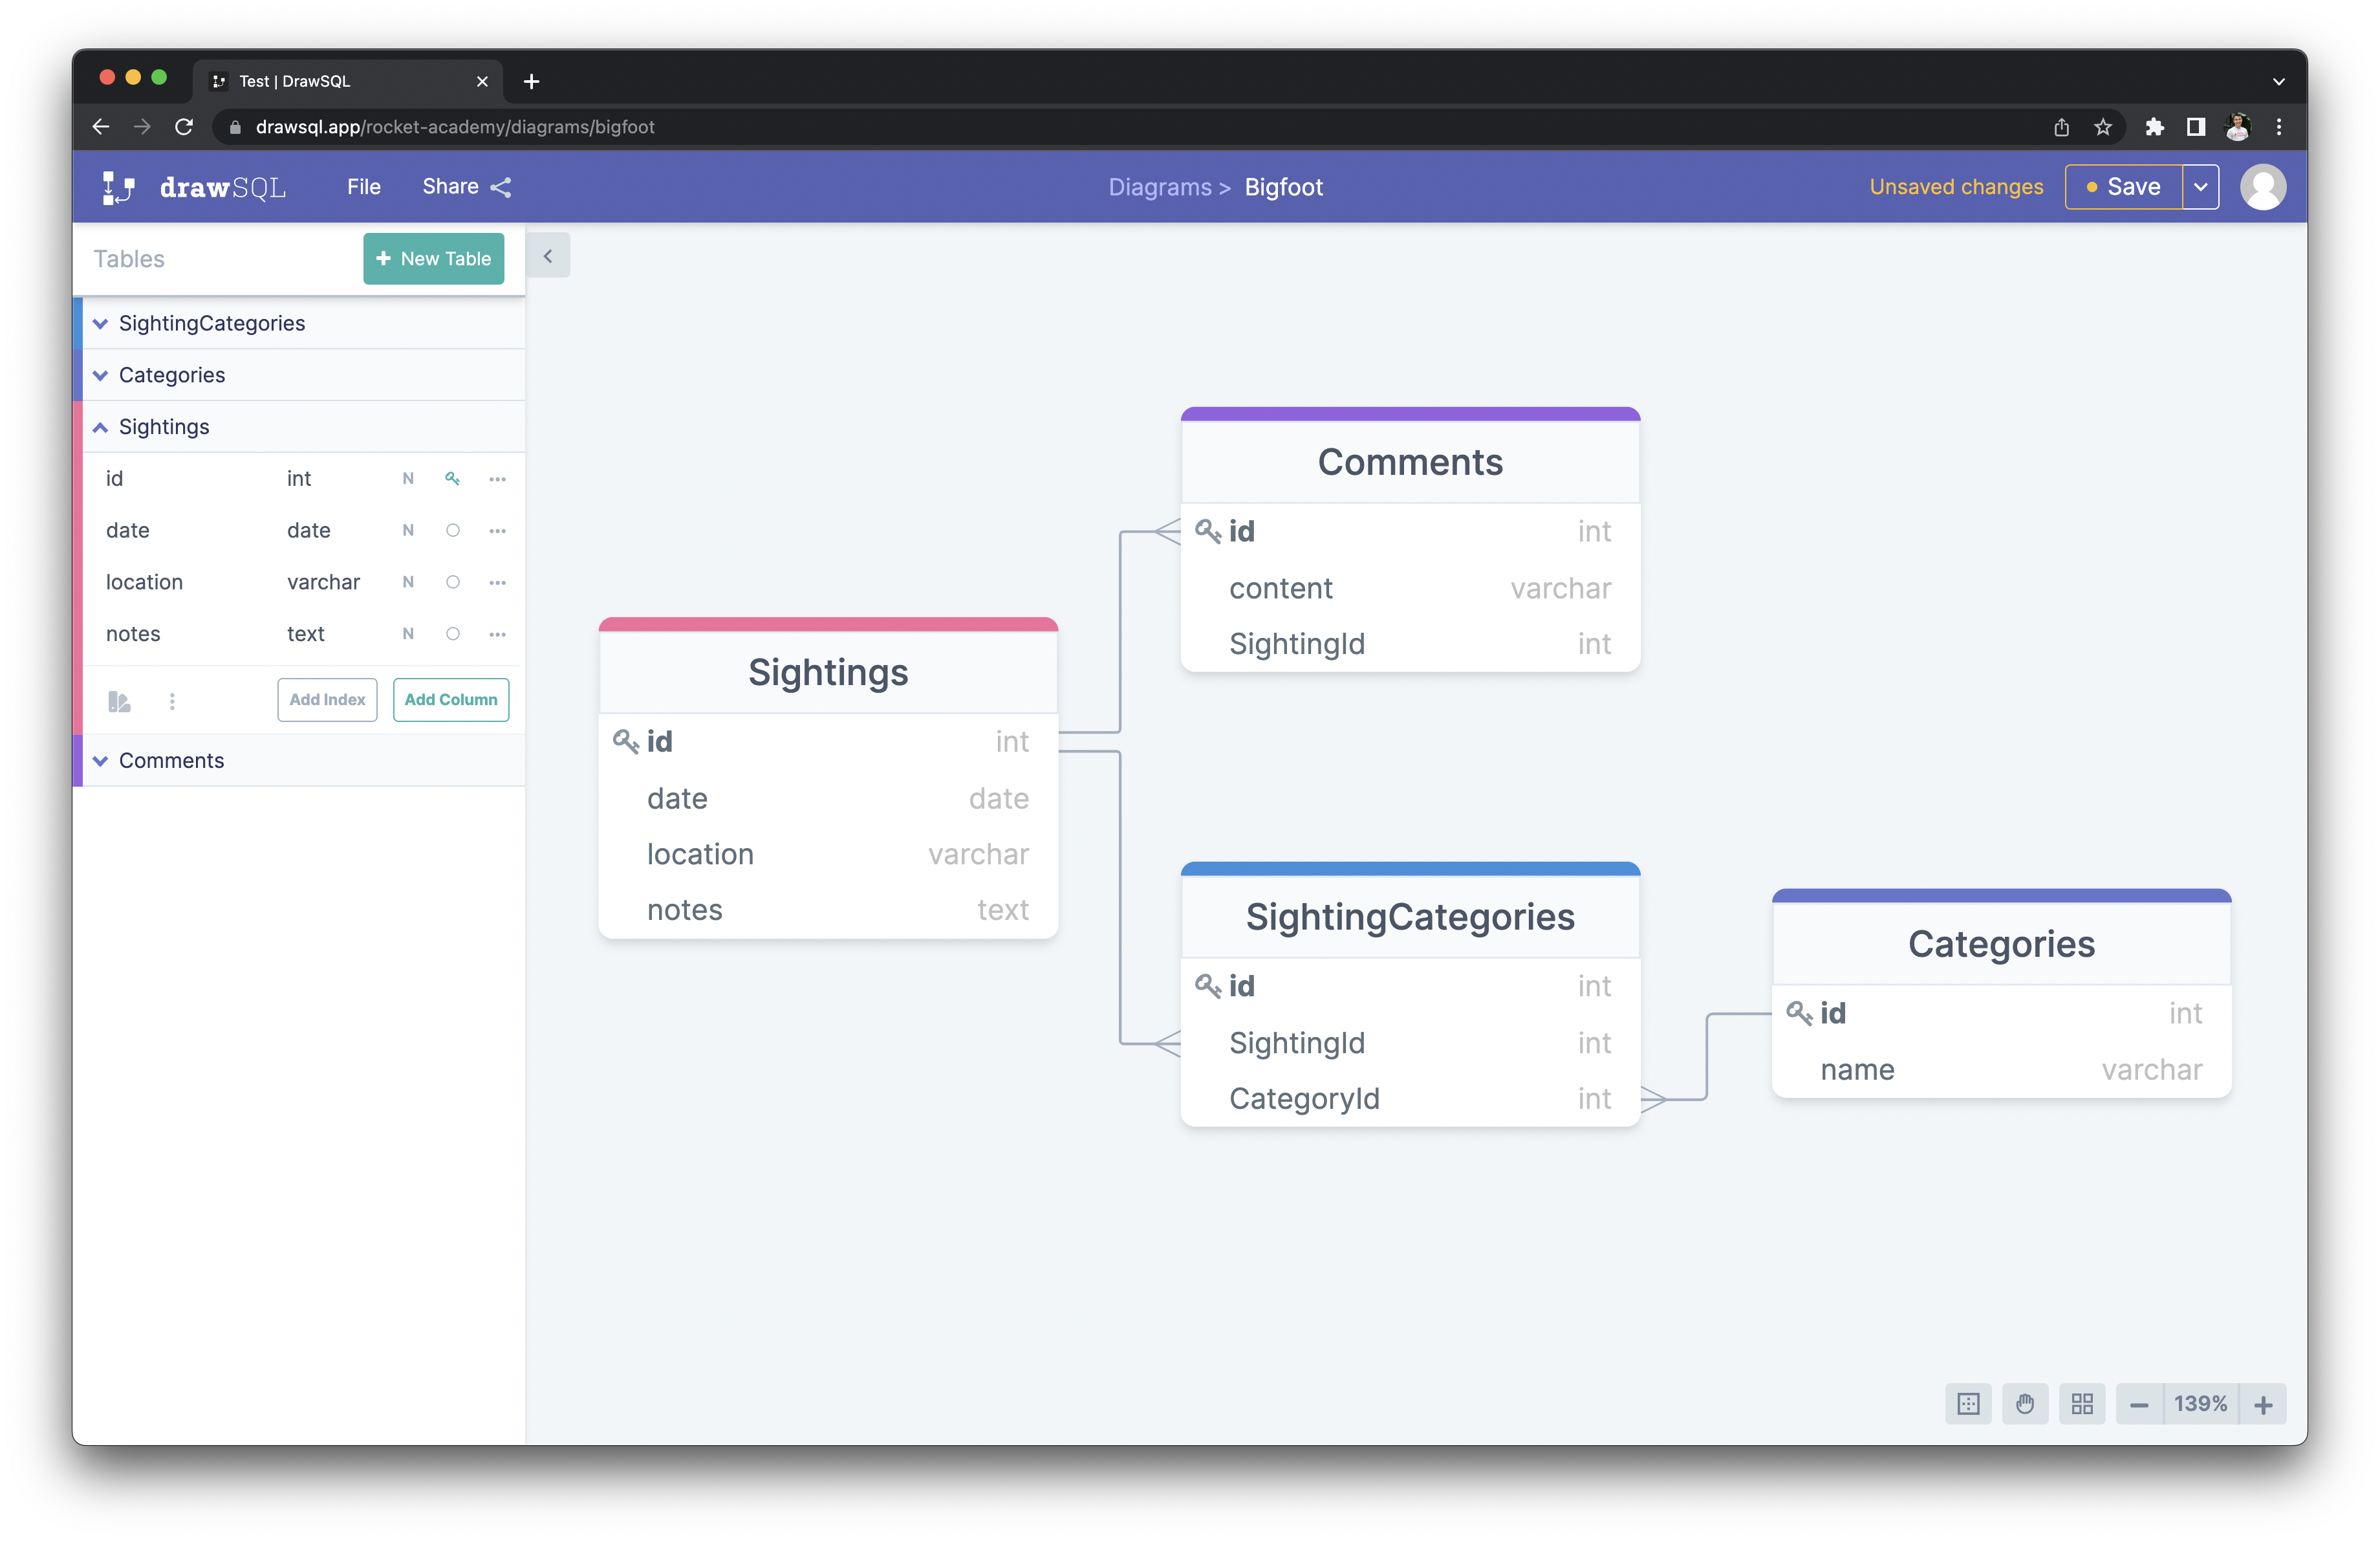 Test | DrawSQL
drawsql.app/rocket-academy/diagrams/bigfoot
drawSQL File Share Diagrams > Bigfoot Unsaved changes Save
Tables + New Table
SightingCategories
Categories
Sightings
id int N
date date N
location varchar N
notes text N
Add Index Add Column
Comments
Sightings
id int
date date
location varchar
notes text
Comments
id int
content varchar
SightingId int
SightingCategories
id int
SightingId int
CategoryId int
Categories
id int
name varchar
139%